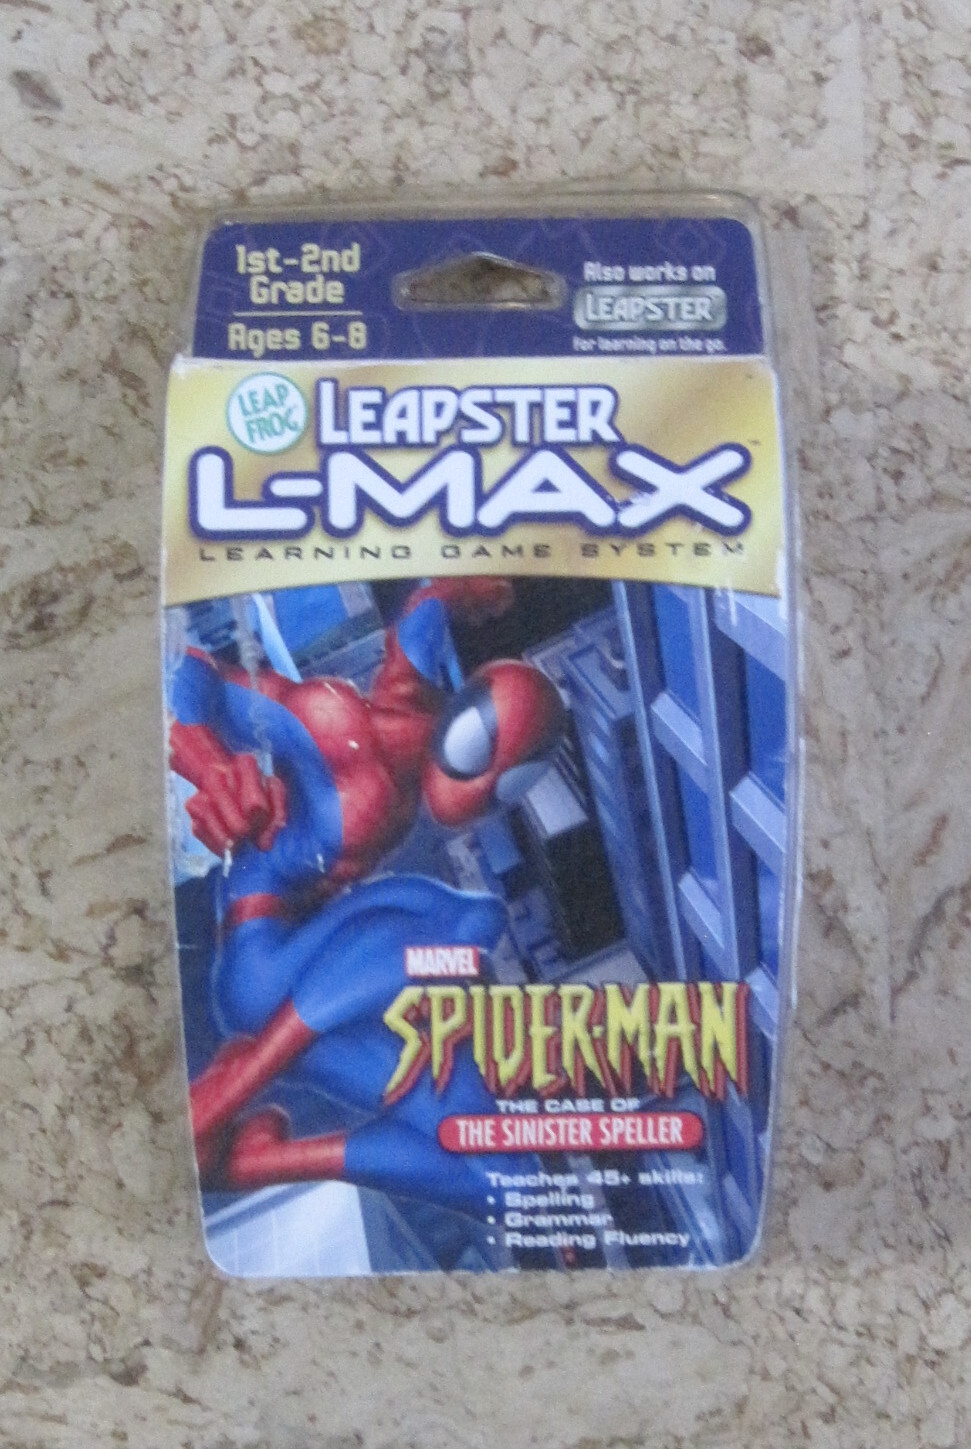 1st-2nd
Grade
Ages 6-8
Also works on
LEAPSTER
for learning on the go.
LEAP
FROG
LEAPSTER
L-MAX™
LEARNING GAME SYSTEM
MARVEL
SPIDER-MAN
THE CASE OF
THE SINISTER SPELLER
Teaches 45+ skills:
• Spelling
• Grammar
• Reading Fluency